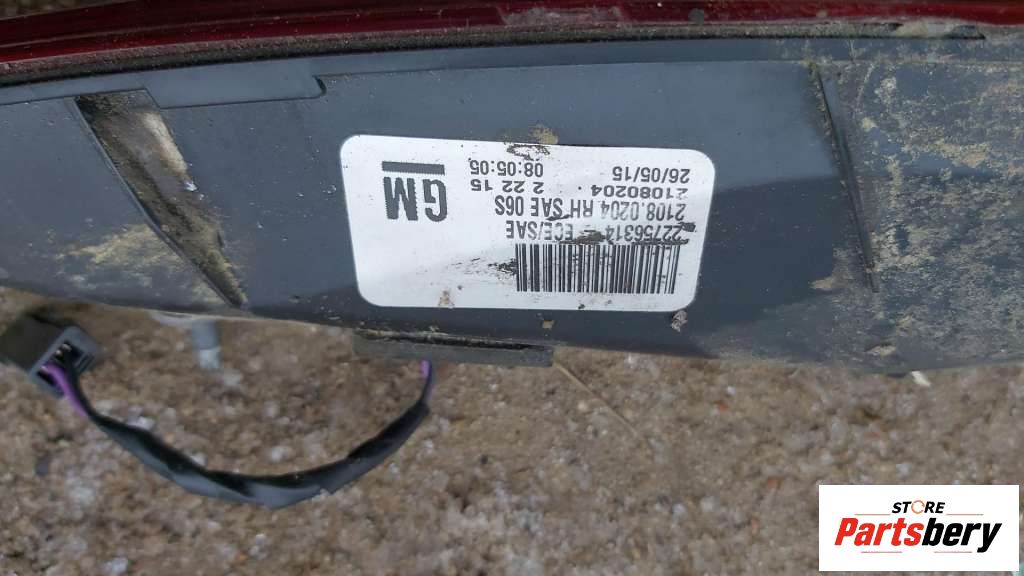 22756314 - ECE/SAE
2108.0204 RH SAE 06S
21080204
2 22 15
26/05/15
08:05:05
GM
STORE
Partsbery